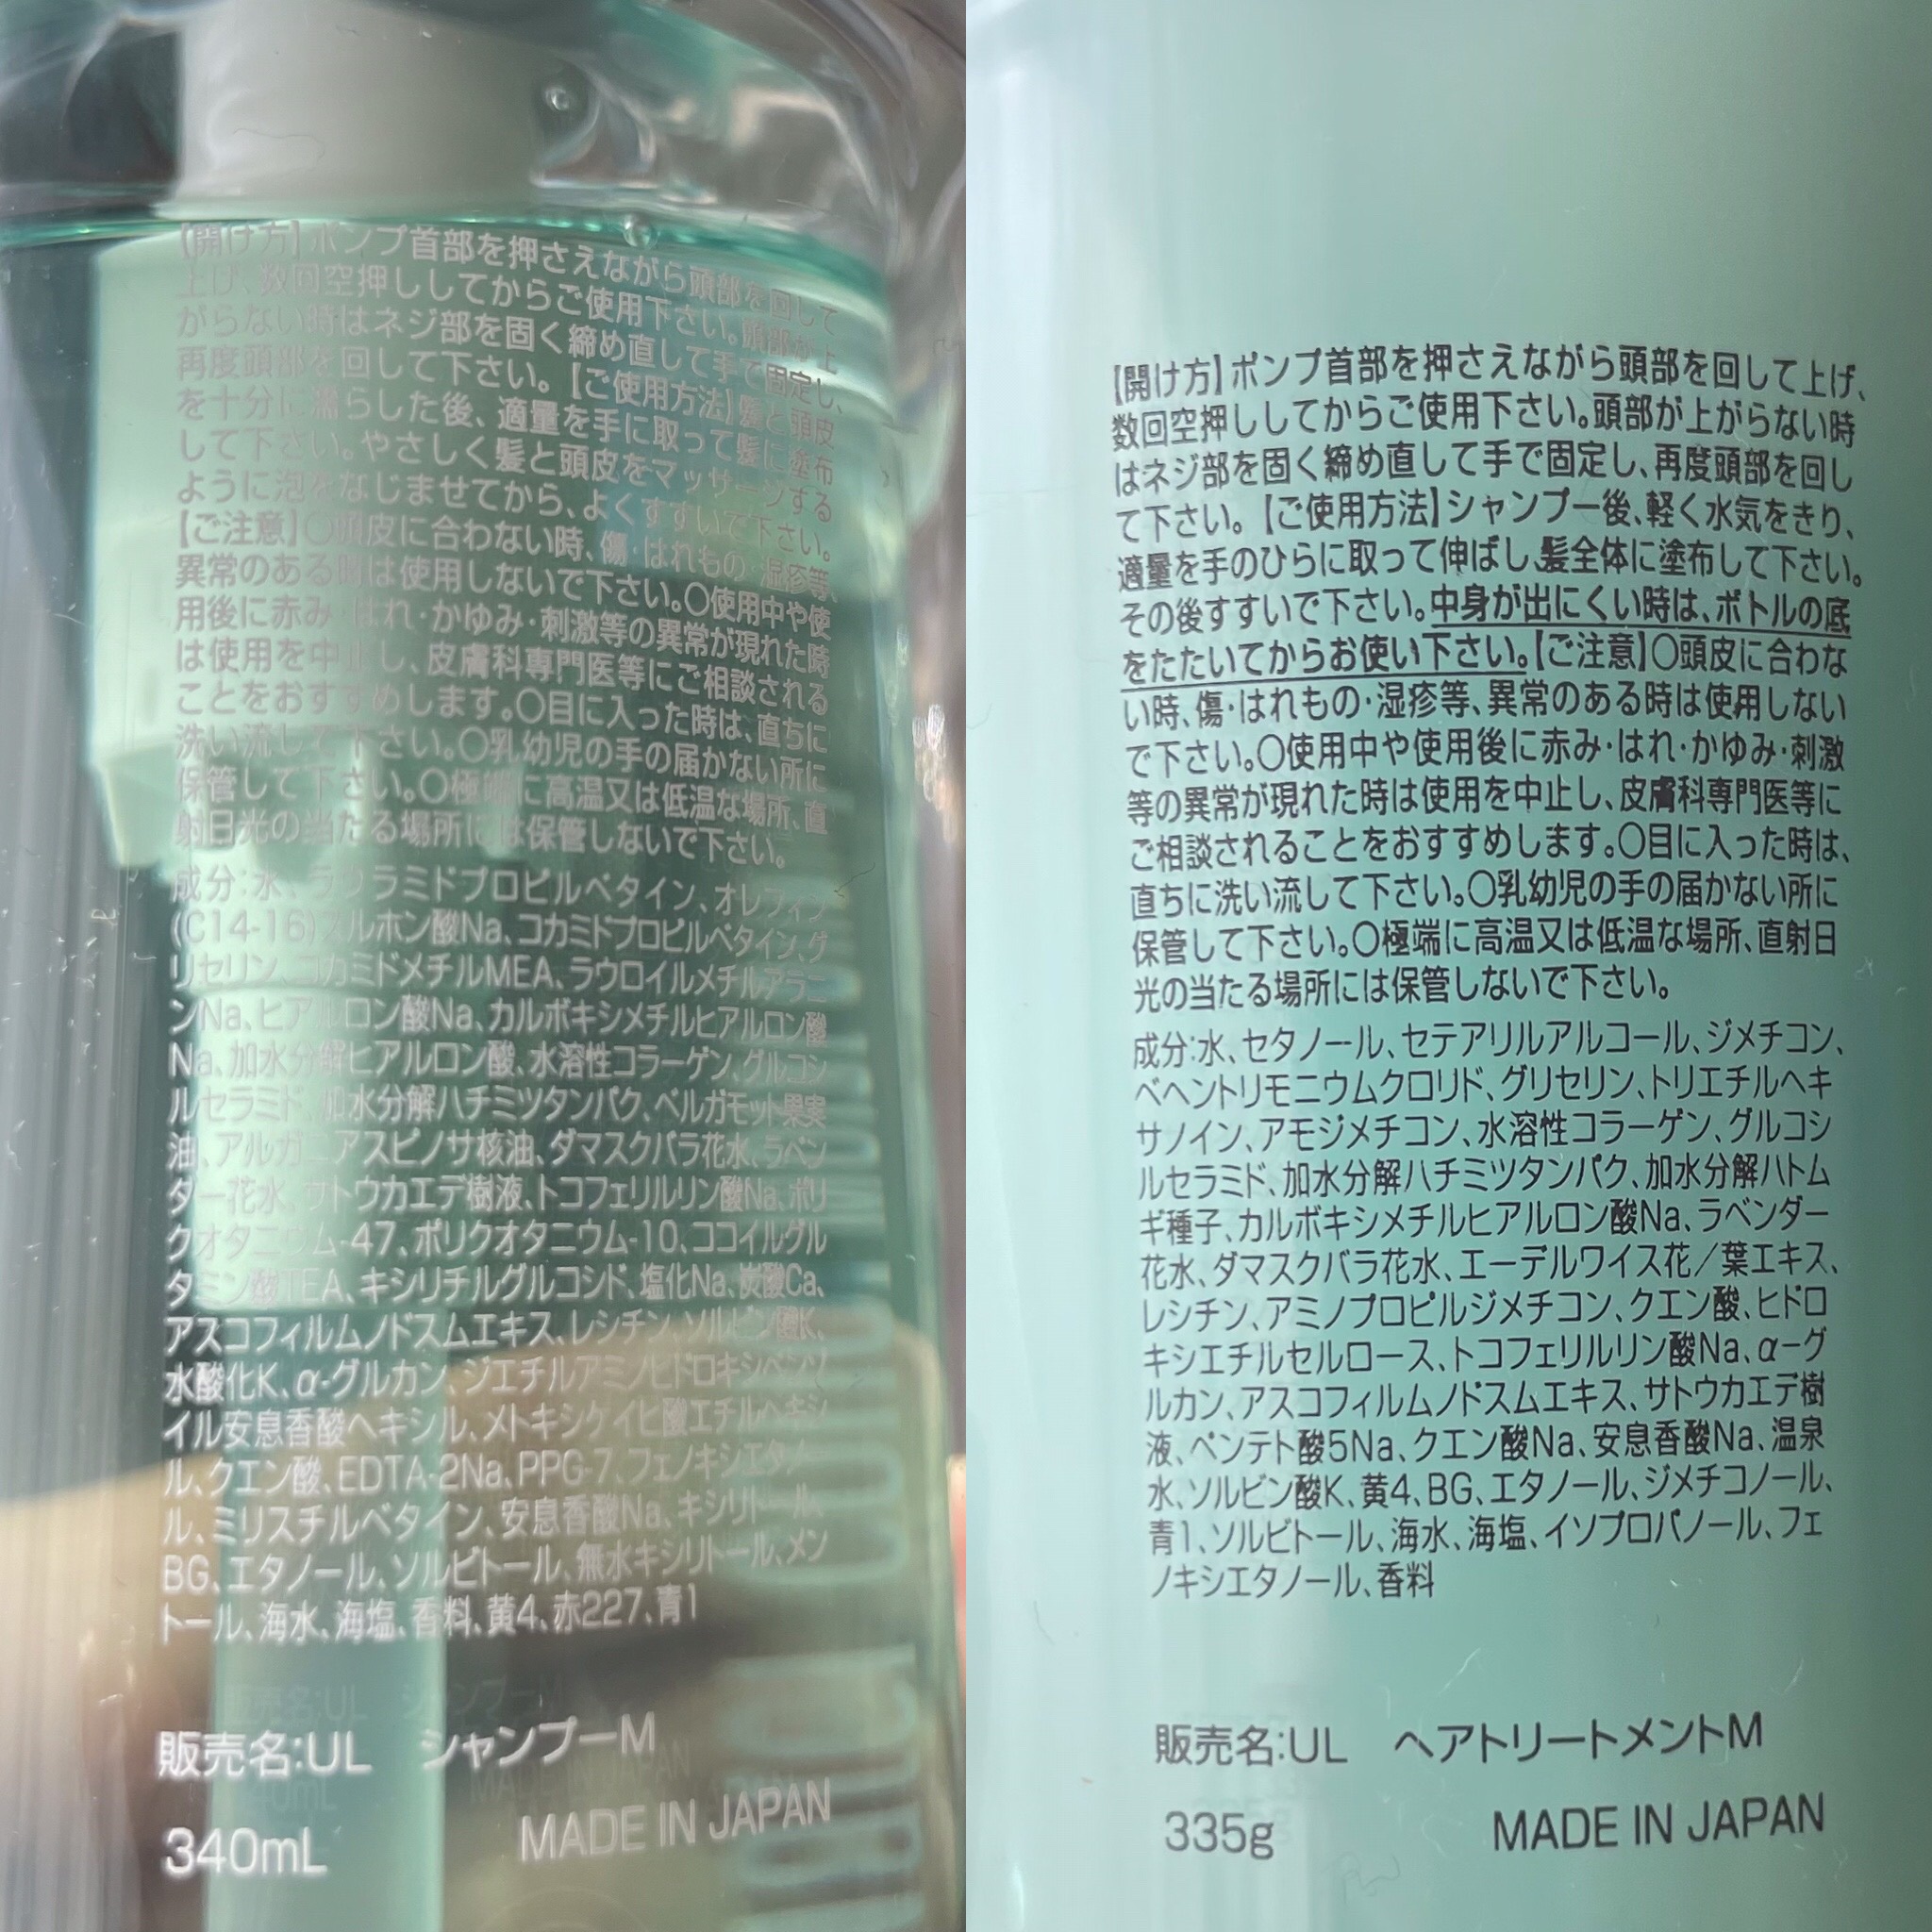 【開け方】ポンプ首部を押さえながら頭部を回して
上げ、数回空押ししてからご使用下さい。頭部が上
がらない時はネジ部を固く締め直して手で固定し、
再度頭部を回して下さい。【ご使用方法】髪と頭皮
を十分に濡らした後、適量を手に取って髪に塗布
して下さい。やさしく髪と頭皮をマッサージする
ように泡をなじませてから、よくすすいで下さい。
【ご注意】〇頭皮に合わない時、傷・はれもの・湿疹等、
異常のある時は使用しないで下さい。〇使用中や使
用後に赤み・はれ・かゆみ・刺激等の異常が現れた時
は使用を中止し、皮膚科専門医等にご相談される
ことをおすすめします。〇目に入った時は、直ちに
洗い流して下さい。〇乳幼児の手の届かない所に
保管して下さい。〇極端に高温又は低温な場所、直
射日光の当たる場所には保管しないで下さい。
成分:水、ラウラミドプロピルベタイン、オレフィン
(C14-16)スルホン酸Na、コカミドプロピルベタイン、グ
リセリン、コカミドメチルMEA、ラウロイルメチルアラニ
ンNa、ヒアルロン酸Na、カルボキシメチルヒアルロン酸
Na、加水分解ヒアルロン酸、水溶性コラーゲン、グルコシ
ルセラミド、加水分解ハチミツタンパク、ベルガモット果実
油、アルガニアスピノサ核油、ダマスクバラ花水、ラベン
ダー花水、サトウカエデ樹液、トコフェリルリン酸Na、ポリ
クオタニウム-47、ポリクオタニウム-10、ココイルグル
タミン酸TEA、キシリチルグルコシド、塩化Na、炭酸Ca、
アスコフィルムノドスムエキス、レシチン、ソルビン酸K、
水酸化K、α-グルカン、ジエチルアミノヒドロキシベンゾ
イル安息香酸ヘキシル、メトキシケイヒ酸エチルヘキシ
ル、クエン酸、EDTA-2Na、PPG-7、フェノキシエタノー
ル、ミリスチルベタイン、安息香酸Na、キシリトール、
BG、エタノール、ソルビトール、無水キシリトール、メン
トール、海水、海塩、香料、黄4、赤227、青1
販売名:UL シャンプーM
340mL MADE IN JAPAN
【開け方】ポンプ首部を押さえながら頭部を回して上げ、
数回空押ししてからご使用下さい。頭部が上がらない時
はネジ部を固く締め直して手で固定し、再度頭部を回し
て下さい。【ご使用方法】シャンプー後、軽く水気をきり、
適量を手のひらに取って伸ばし、髪全体に塗布して下さい。
その後すすいで下さい。中身が出にくい時は、ボトルの底
をたたいてからお使い下さい。【ご注意】〇頭皮に合わな
い時、傷・はれもの・湿疹等、異常のある時は使用しない
で下さい。〇使用中や使用後に赤み・はれ・かゆみ・刺激
等の異常が現れた時は使用を中止し、皮膚科専門医等に
ご相談されることをおすすめします。〇目に入った時は、
直ちに洗い流して下さい。〇乳幼児の手の届かない所に
保管して下さい。〇極端に高温又は低温な場所、直射日
光の当たる場所には保管しないで下さい。
成分:水、セタノール、セテアリルアルコール、ジメチコン、
ベヘントリモニウムクロリド、グリセリン、トリエチルヘキ
サノイン、アモジメチコン、水溶性コラーゲン、グルコシ
ルセラミド、加水分解ハチミツタンパク、加水分解ハトム
ギ種子、カルボキシメチルヒアルロン酸Na、ラベンダー
花水、ダマスクバラ花水、エーデルワイス花/葉エキス、
レシチン、アミノプロピルジメチコン、クエン酸、ヒドロ
キシエチルセルロース、トコフェリルリン酸Na、α-グ
ルカン、アスコフィルムノドスムエキス、サトウカエデ樹
液、ペンテト酸5Na、クエン酸Na、安息香酸Na、温泉
水、ソルビン酸K、黄4、BG、エタノール、ジメチコノール、
青1、ソルビトール、海水、海塩、イソプロパノール、フェ
ノキシエタノール、香料
販売名:UL ヘアトリートメントM
335g MADE IN JAPAN